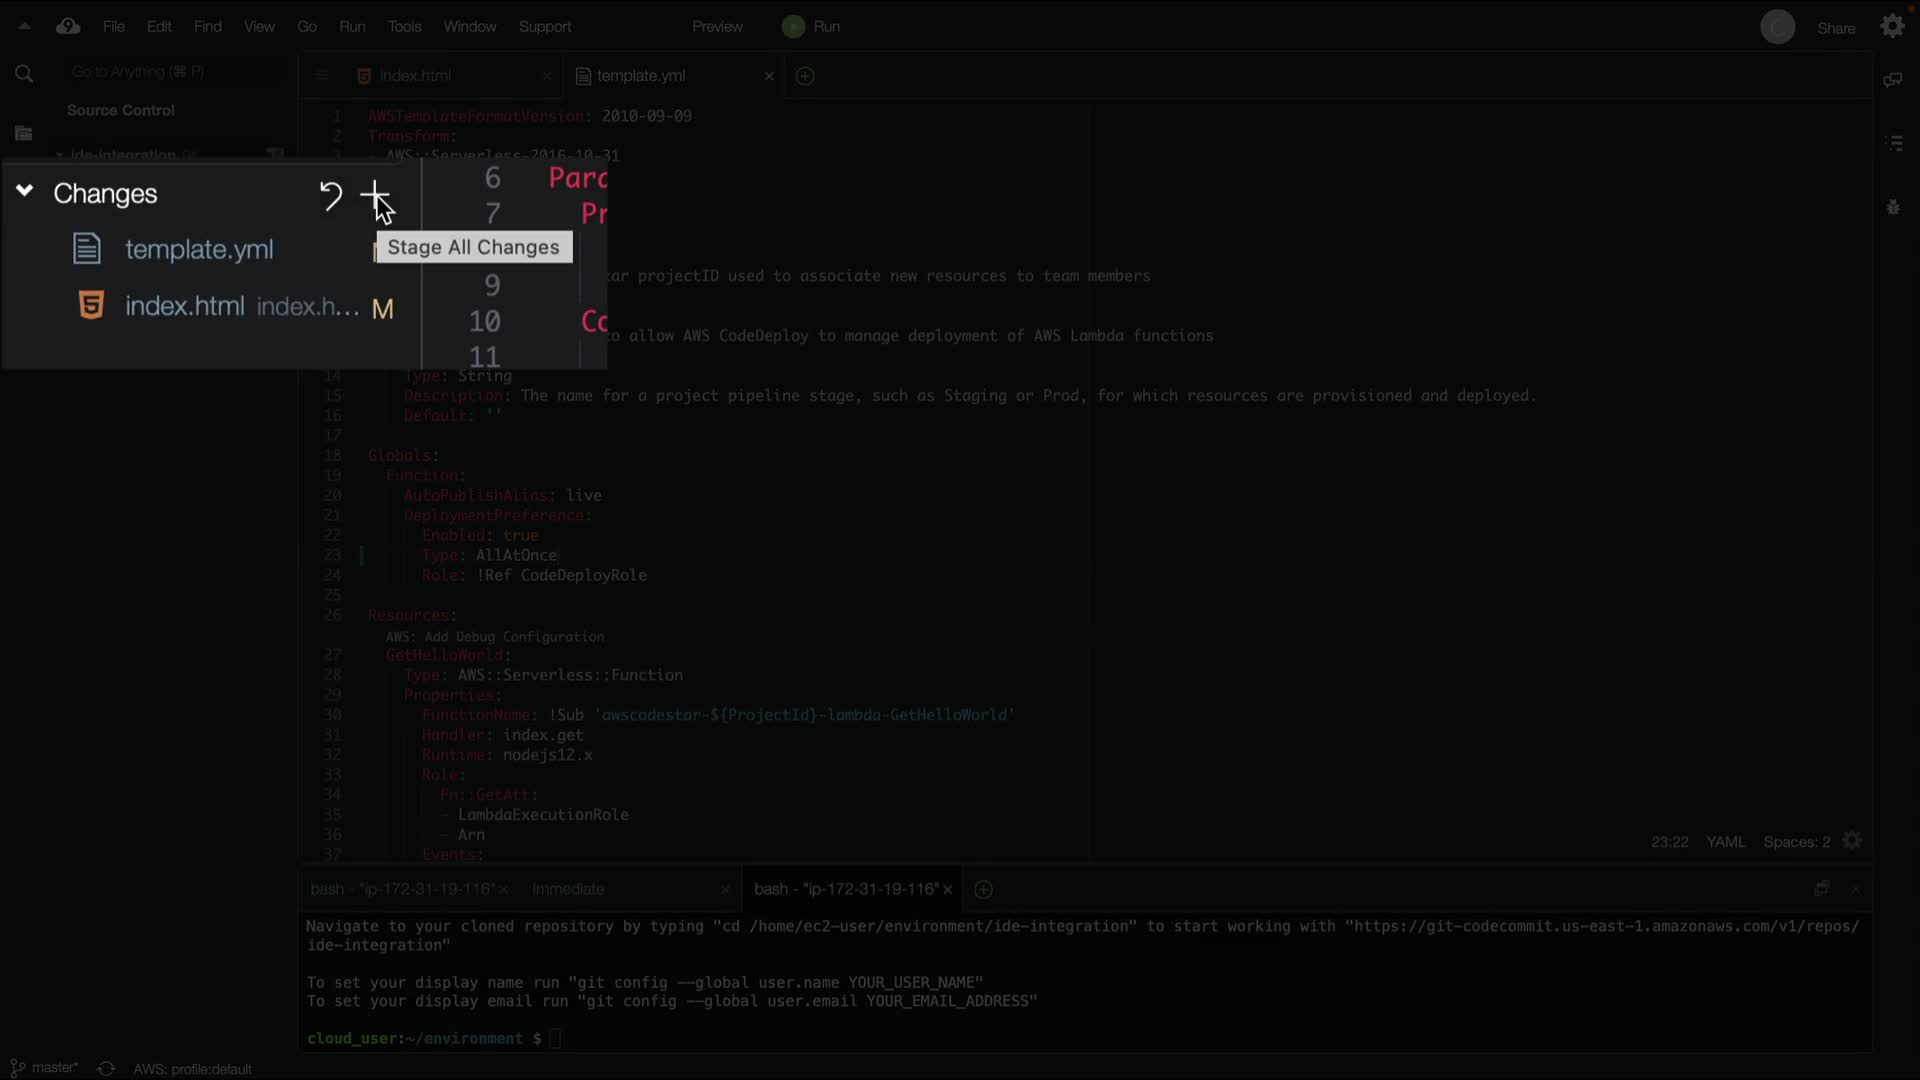 File Edit Find View Go Run Tools Window Support Preview Run Share
Go to Anything (⌘ P)
index.html
template.yml
Source Control
ide-integration
Changes
Stage All Changes
template.yml
index.html index.h... M
6 Para
7 Pr
9
10 Co
11
1 AWSTemplateFormatVersion: 2010-09-09
2 Transform:
3 - AWS::Serverless-2016-10-31
tar projectID used to associate new resources to team members
to allow AWS CodeDeploy to manage deployment of AWS Lambda functions
14 Type: String
15 Description: The name for a project pipeline stage, such as Staging or Prod, for which resources are provisioned and deployed.
16 Default: ''
17
18 Globals:
19 Function:
20 AutoPublishAlias: live
21 DeploymentPreference:
22 Enabled: true
23 Type: AllAtOnce
24 Role: !Ref CodeDeployRole
25
26 Resources:
AWS: Add Debug Configuration
27 GetHelloWorld:
28 Type: AWS::Serverless::Function
29 Properties:
30 FunctionName: !Sub 'awscodestar-${ProjectId}-lambda-GetHelloWorld'
31 Handler: index.get
32 Runtime: nodejs12.x
33 Role:
34 Fn::GetAtt:
35 - LambdaExecutionRole
36 - Arn
37 Events:
23:22 YAML Spaces: 2
bash - "ip-172-31-19-116" Immediate bash - "ip-172-31-19-116"
Navigate to your cloned repository by typing "cd /home/ec2-user/environment/ide-integration" to start working with "https://git-codecommit.us-east-1.amazonaws.com/v1/repos/
ide-integration"
To set your display name run "git config --global user.name YOUR_USER_NAME"
To set your display email run "git config --global user.email YOUR_EMAIL_ADDRESS"
cloud_user:~/environment $
master* AWS: profile:default